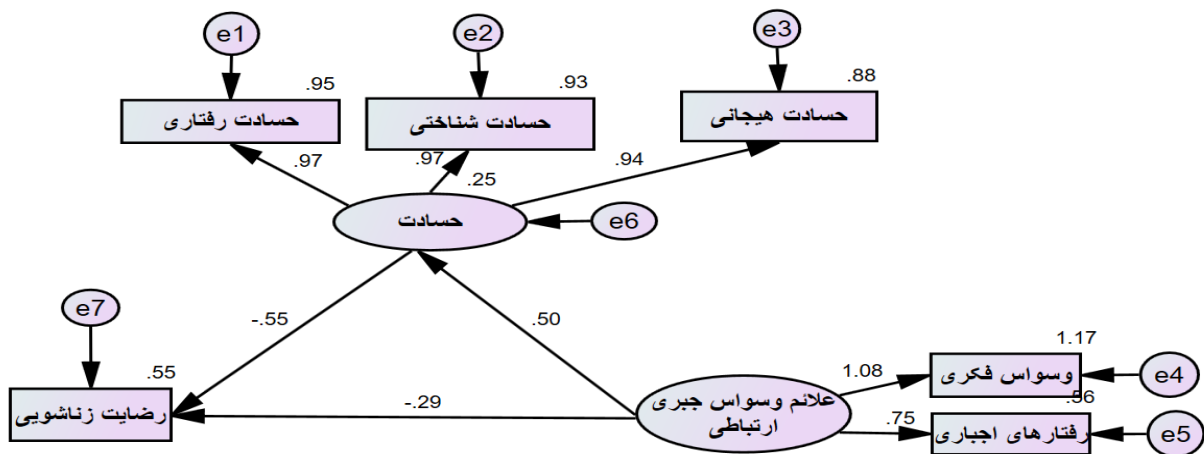 e1
e2
e3
.95
.93
.88
حسادت رفتاری
حسادت شناختی
حسادت هیجانی
.97
.97
.94
.25
حسادت
e6
e7
-.55
.50
1.17
.55
1.08
وسواس فکری
e4
رضایت زناشویی
-.29
علائم وسواس جبری
ارتباطی
.56
.75
رفتارهای اجباری
e5